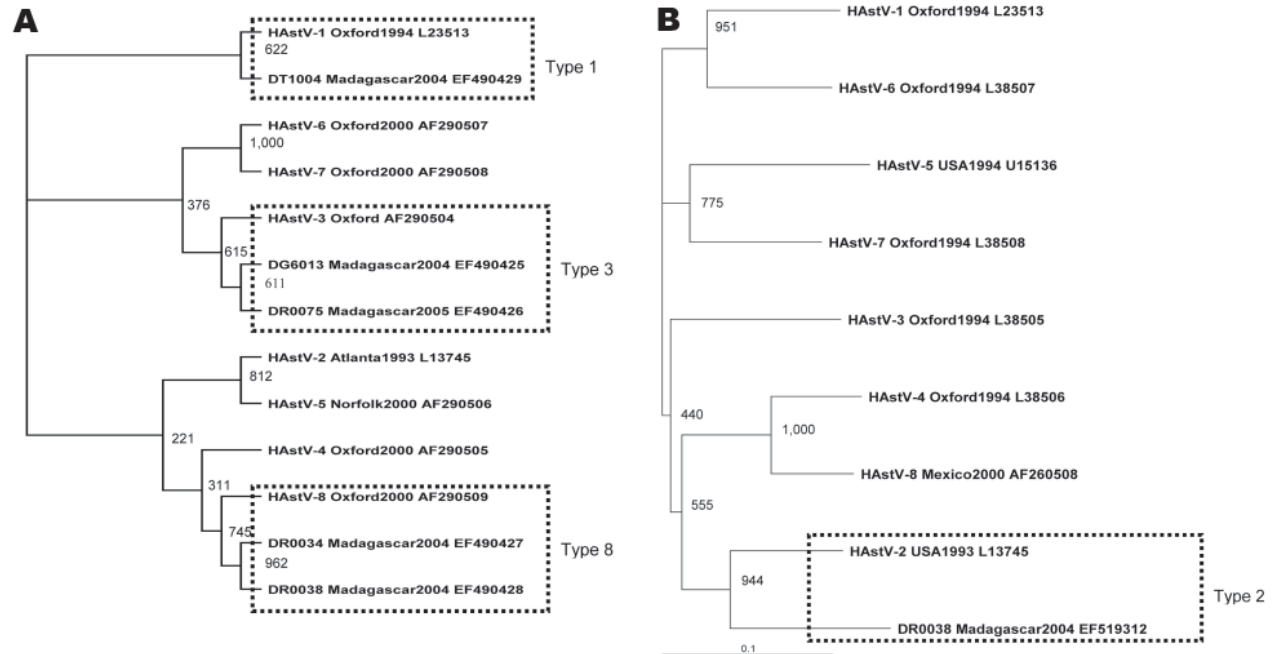 A
HAstV-1 Oxford1994 L23513
622
DT1004 Madagascar2004 EF490429
Type 1
HAstV-6 Oxford2000 AF290507
1,000
HAstV-7 Oxford2000 AF290508
376
HAstV-3 Oxford AF290504
615
DG6013 Madagascar2004 EF490425
611
DR0075 Madagascar2005 EF490426
Type 3
HAstV-2 Atlanta1993 L13745
812
HAstV-5 Norfolk2000 AF290506
221
HAstV-4 Oxford2000 AF290505
311
HAstV-8 Oxford2000 AF290509
745
DR0034 Madagascar2004 EF490427
962
DR0038 Madagascar2004 EF490428
Type 8
B
HAstV-1 Oxford1994 L23513
951
HAstV-6 Oxford1994 L38507
HAstV-5 USA1994 U15136
775
HAstV-7 Oxford1994 L38508
HAstV-3 Oxford1994 L38505
440
HAstV-4 Oxford1994 L38506
1,000
HAstV-8 Mexico2000 AF260508
555
HAstV-2 USA1993 L13745
944
DR0038 Madagascar2004 EF519312
Type 2
0.1